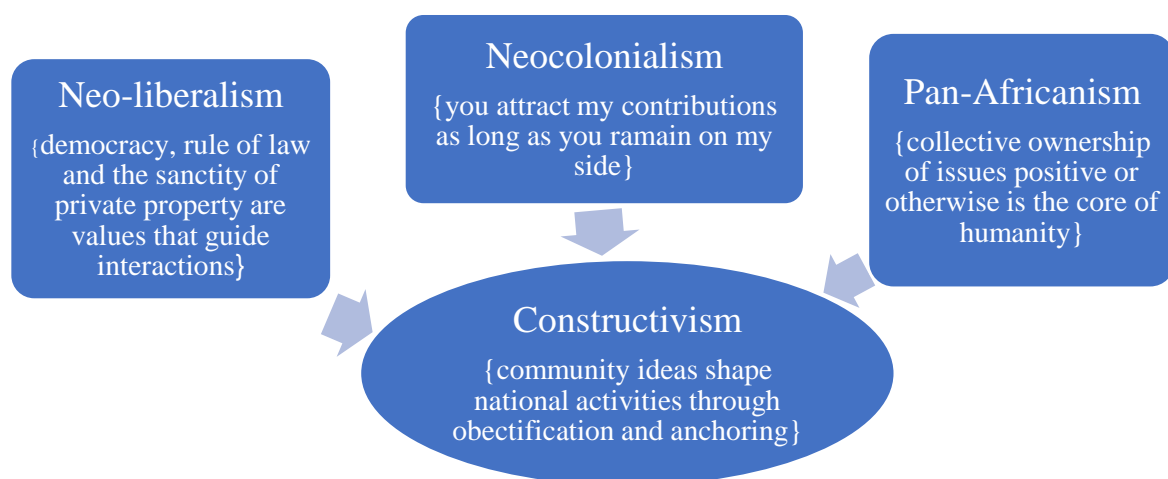 Neo-liberalism
{democracy, rule of law
and the sanctity of
private property are
values that guide
interactions}
Neocolonialism
{you attract my contributions
as long as you ramain on my
side}
Pan-Africanism
{collective ownership
of issues positive or
otherwise is the core of
humanity}
Constructivism
{community ideas shape
national activities through
obectification and anchoring}